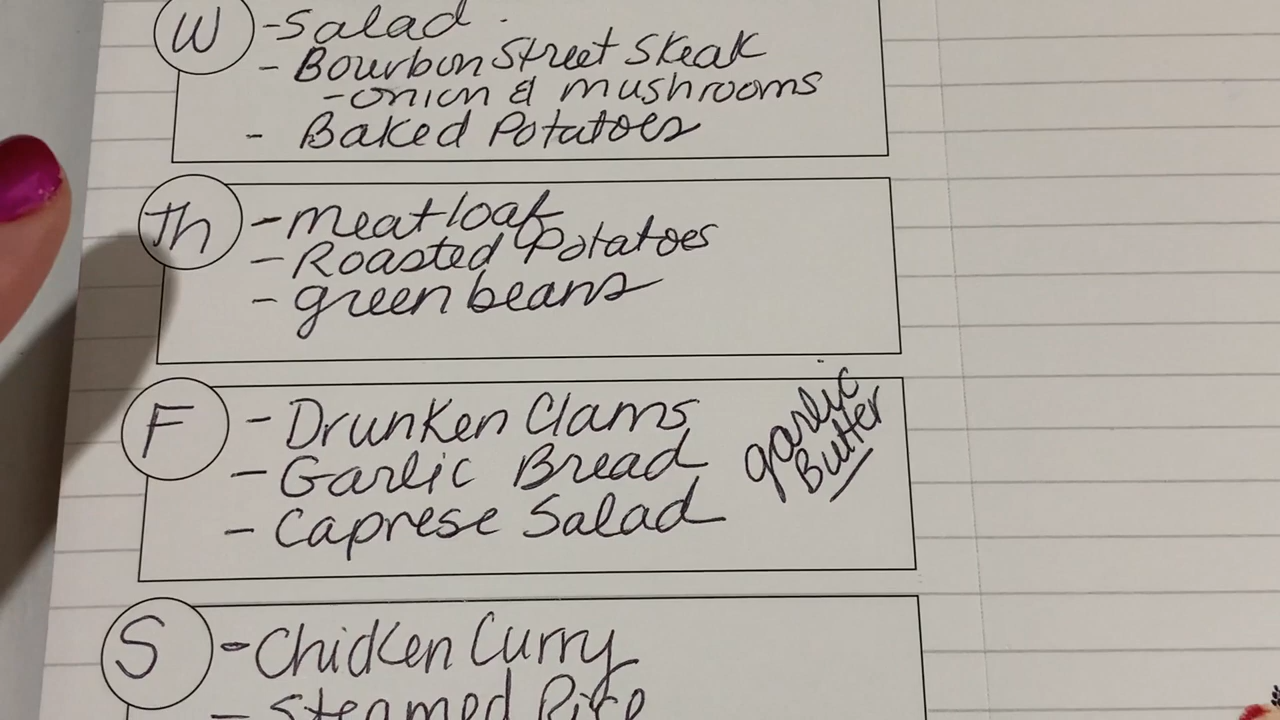 W - Salad
- Bourbon Street Steak
- onion & mushrooms
- Baked Potatoes
Th - meatloaf
- Roasted Potatoes
- green beans
F - Drunken Clams
- Garlic Bread
- Caprese Salad
garlic
Butter
S - Chicken Curry
- Steamed Rice